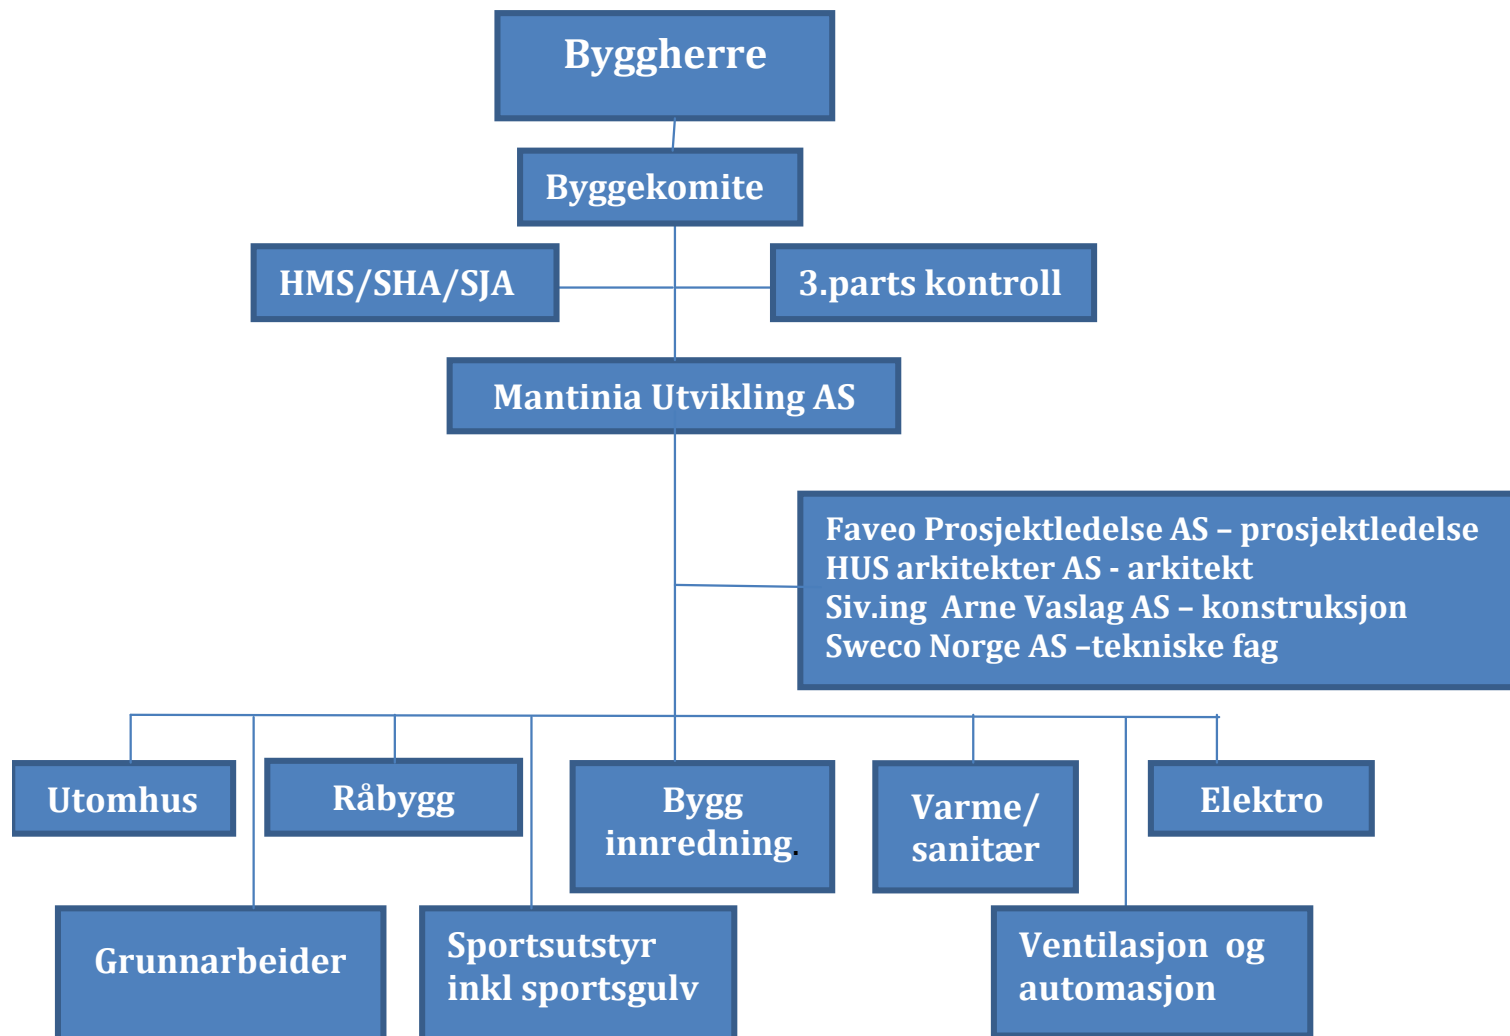 Byggherre
Byggekomite
HMS/SHA/SJA
3.parts kontroll
Mantinia Utvikling AS
Faveo Prosjektledelse AS – prosjektledelse
HUS arkitekter AS - arkitekt
Siv.ing  Arne Vaslag AS – konstruksjon
Sweco Norge AS –tekniske fag
Utomhus
Råbygg
Bygg
innredning.
Varme/
sanitær
Elektro
Grunnarbeider
Sportsutstyr
inkl sportsgulv
Ventilasjon  og
automasjon